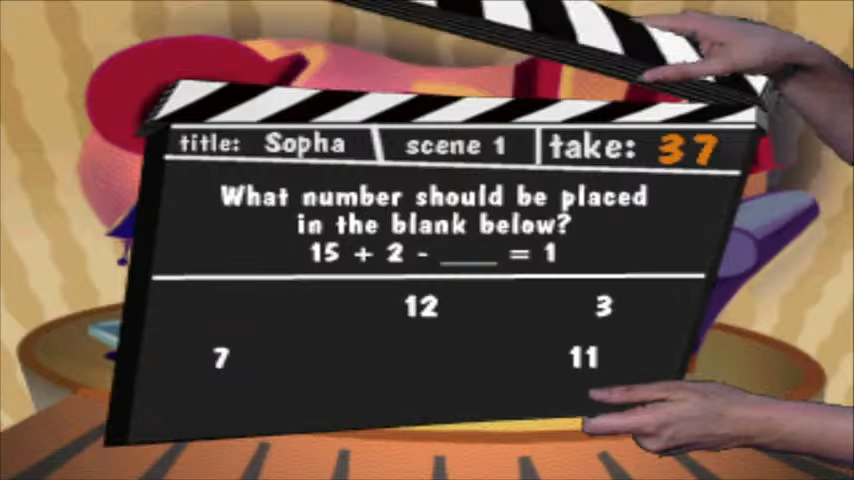 title: Sopha scene 1 take: 37
What number should be placed
in the blank below?
15 + 2 - ___ = 1
12 3
7 11